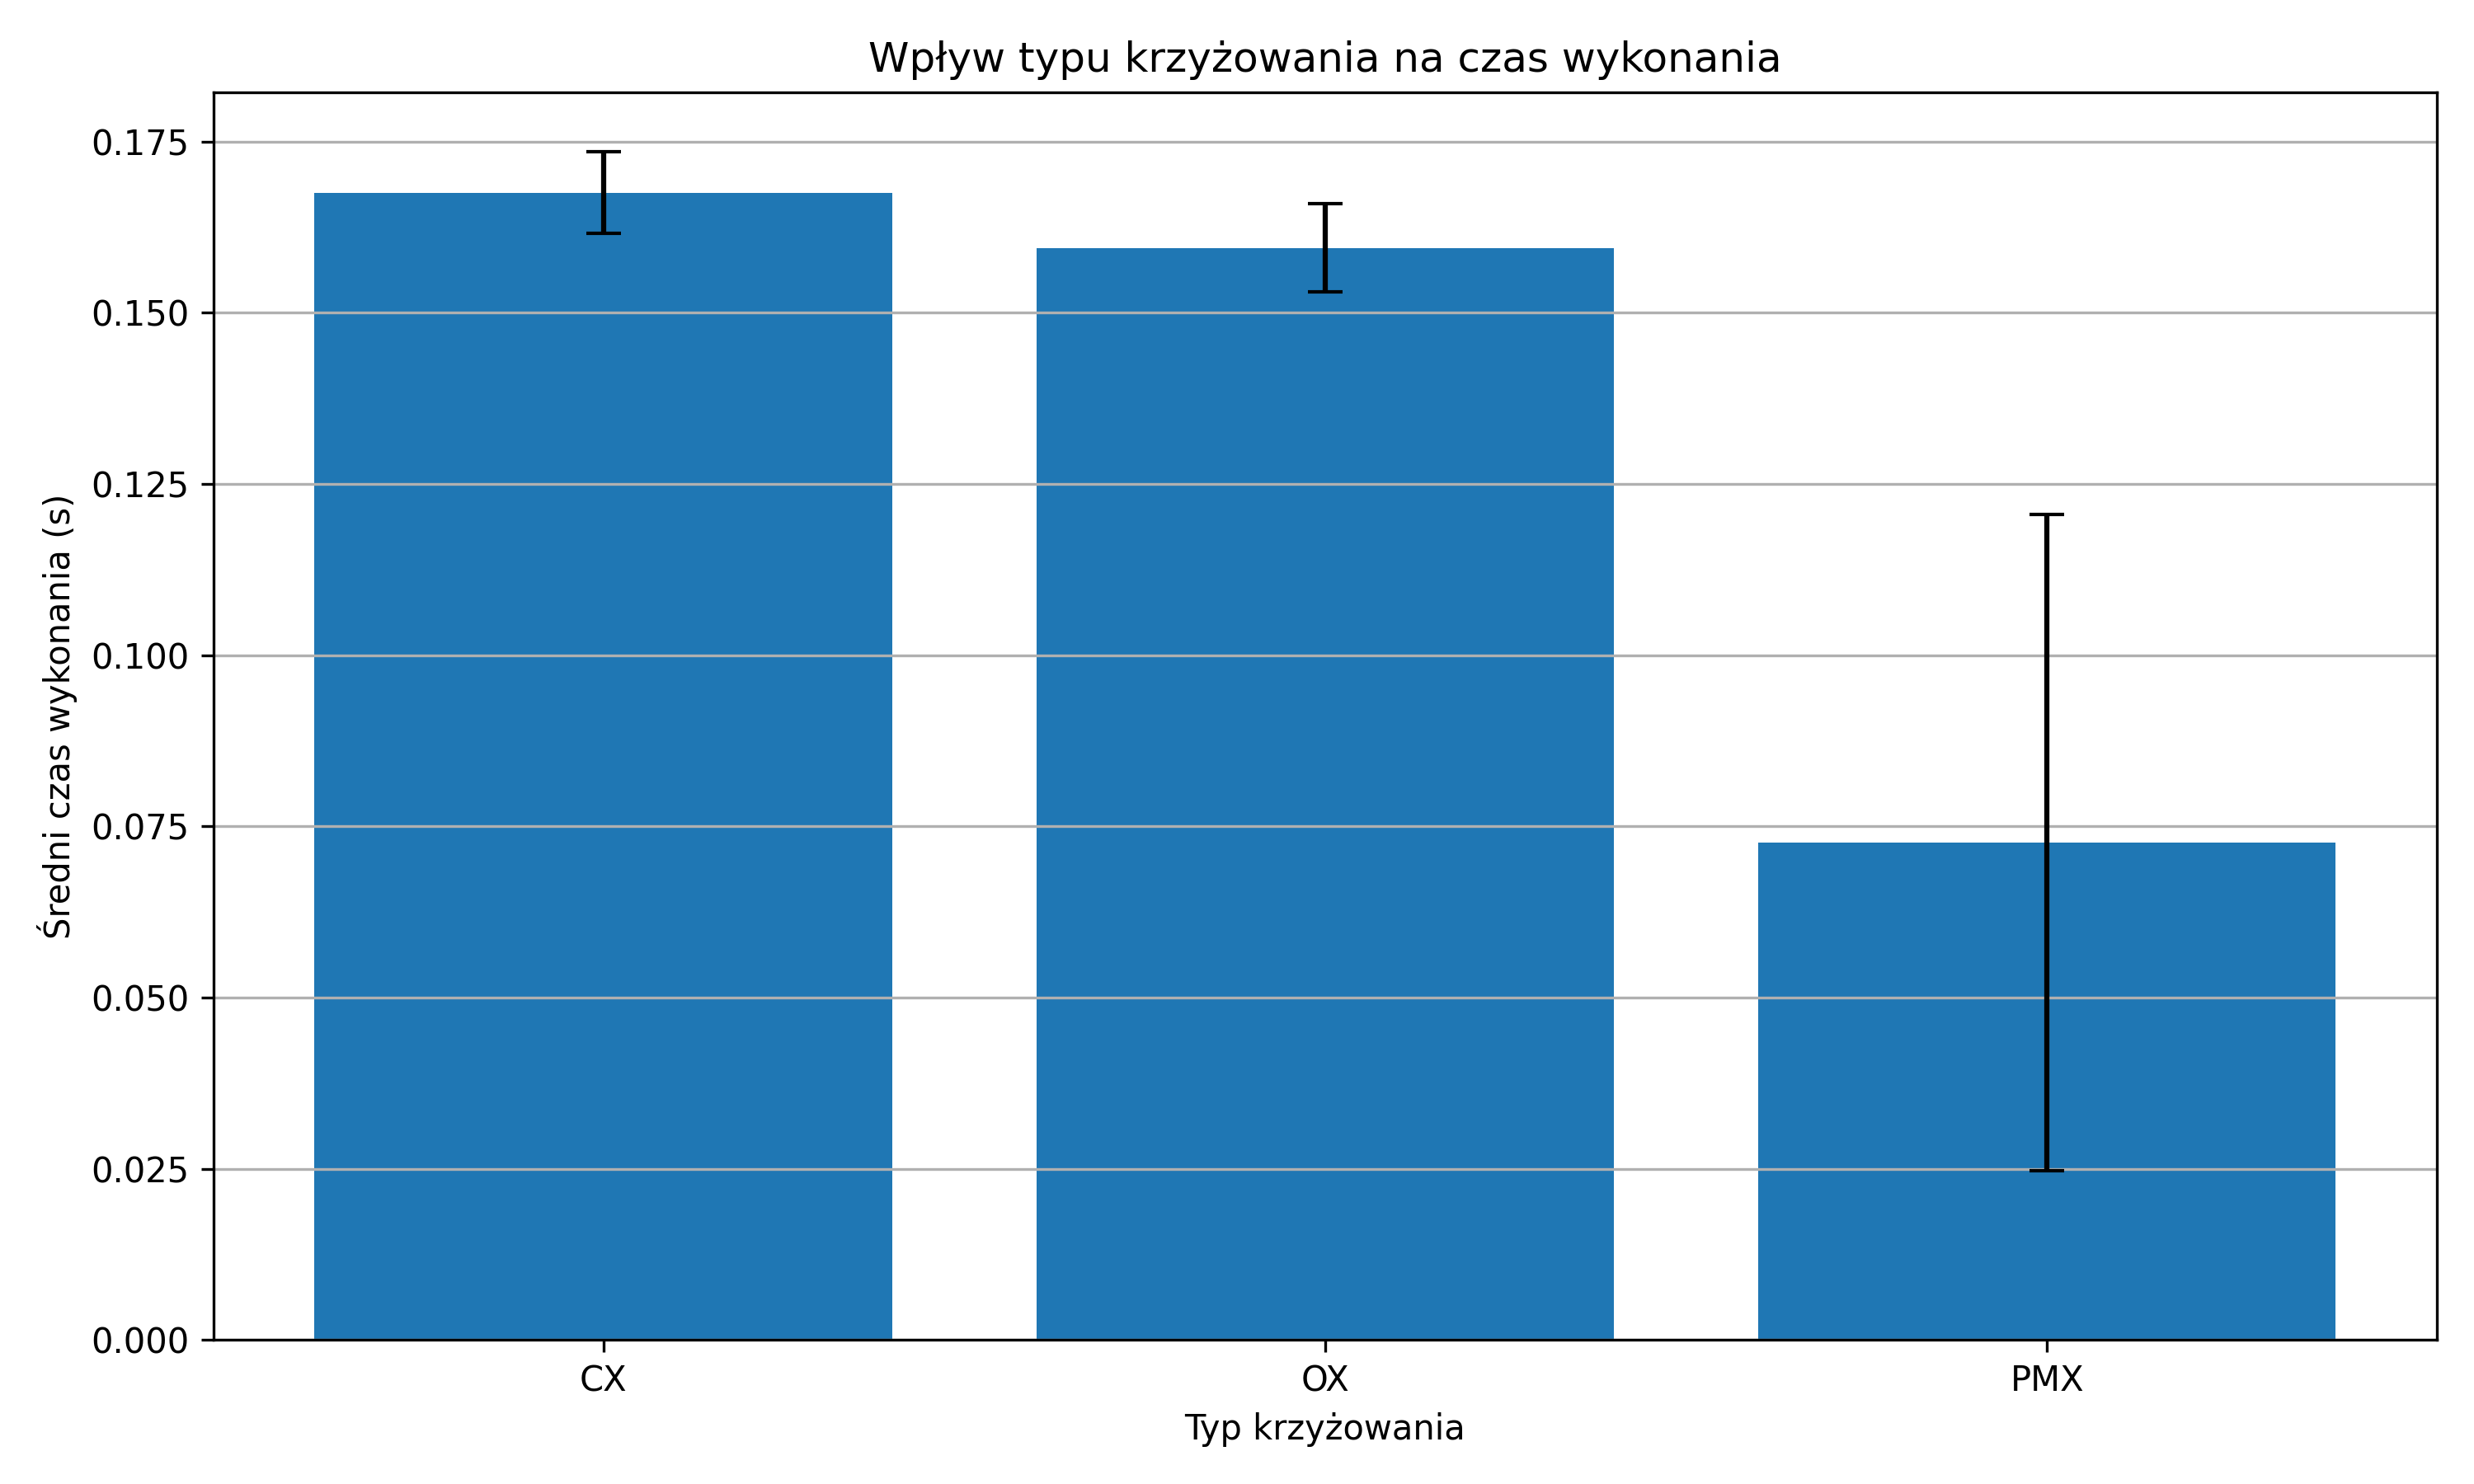 Wpływ typu krzyżowania na czas wykonania
Średni czas wykonania (s)
0.175
0.150
0.125
0.100
0.075
0.050
0.025
0.000
CX
OX
PMX
Typ krzyżowania